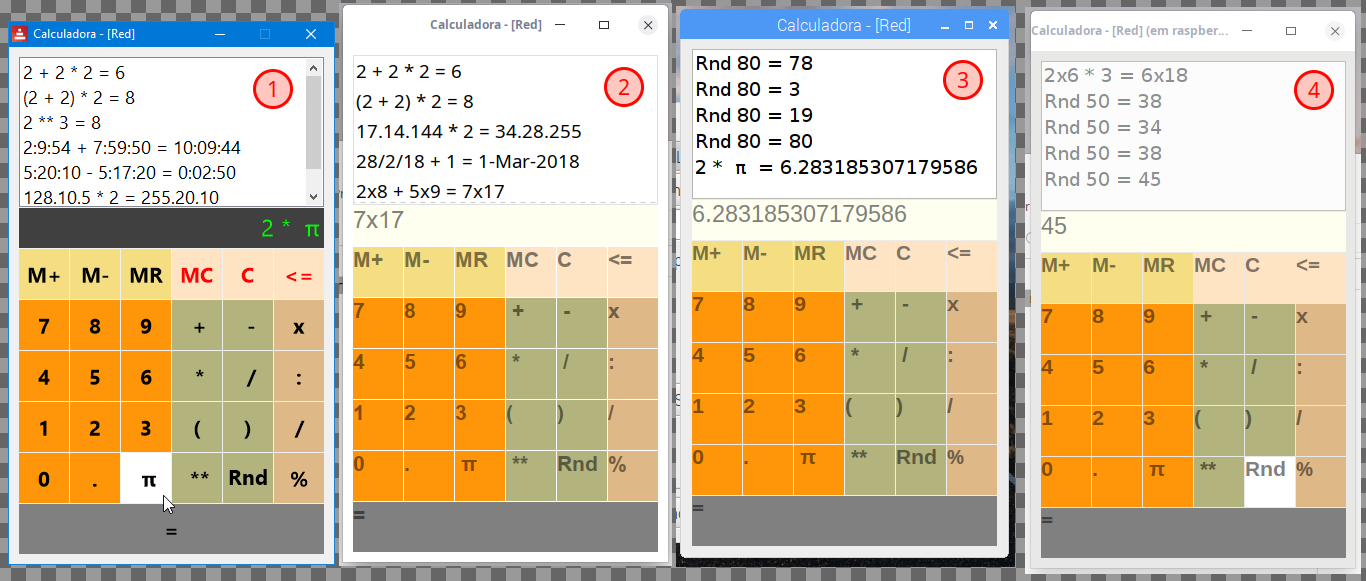 Calculadora - [Red]
1
2 + 2 * 2 = 6
(2 + 2) * 2 = 8
2 ** 3 = 8
2:9:54 + 7:59:50 = 10:09:44
5:20:10 - 5:17:20 = 0:02:50
128.10.5 * 2 = 255.20.10
2 * π
M+ M- MR MC C <=
7 8 9 + - x
4 5 6 * / :
1 2 3 ( ) /
0 . π ** Rnd %
=
Calculadora - [Red]
2
2 + 2 * 2 = 6
(2 + 2) * 2 = 8
17.14.144 * 2 = 34.28.255
28/2/18 + 1 = 1-Mar-2018
2x8 + 5x9 = 7x17
7x17
M+ M- MR MC C <=
7 8 9 + - x
4 5 6 * / :
1 2 3 ( ) /
0 . π ** Rnd %
=
Calculadora - [Red]
3
Rnd 80 = 78
Rnd 80 = 3
Rnd 80 = 19
Rnd 80 = 80
2 * π = 6.283185307179586
6.283185307179586
M+ M- MR MC C <=
7 8 9 + - x
4 5 6 * / :
1 2 3 ( ) /
0 . π ** Rnd %
=
Calculadora - [Red] (em raspber...
4
2x6 * 3 = 6x18
Rnd 50 = 38
Rnd 50 = 34
Rnd 50 = 38
Rnd 50 = 45
45
M+ M- MR MC C <=
7 8 9 + - x
4 5 6 * / :
1 2 3 ( ) /
0 . π ** Rnd %
=